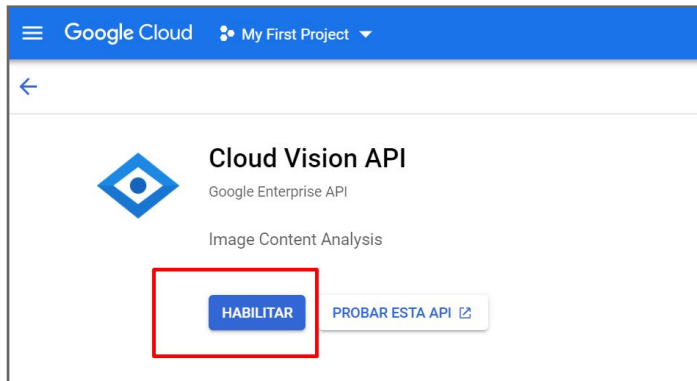 Google Cloud My First Project
Cloud Vision API
Google Enterprise API
Image Content Analysis
HABILITAR PROBAR ESTA API